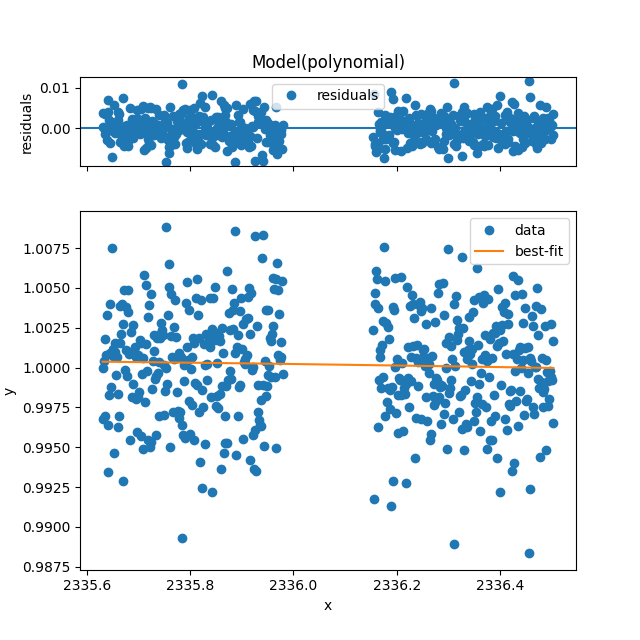 Model(polynomial)
0.01
0.00
residuals
residuals
1.0075
1.0050
1.0025
1.0000
0.9975
0.9950
0.9925
0.9900
0.9875
y
data
best-fit
2335.6 2335.8 2336.0 2336.2 2336.4
x